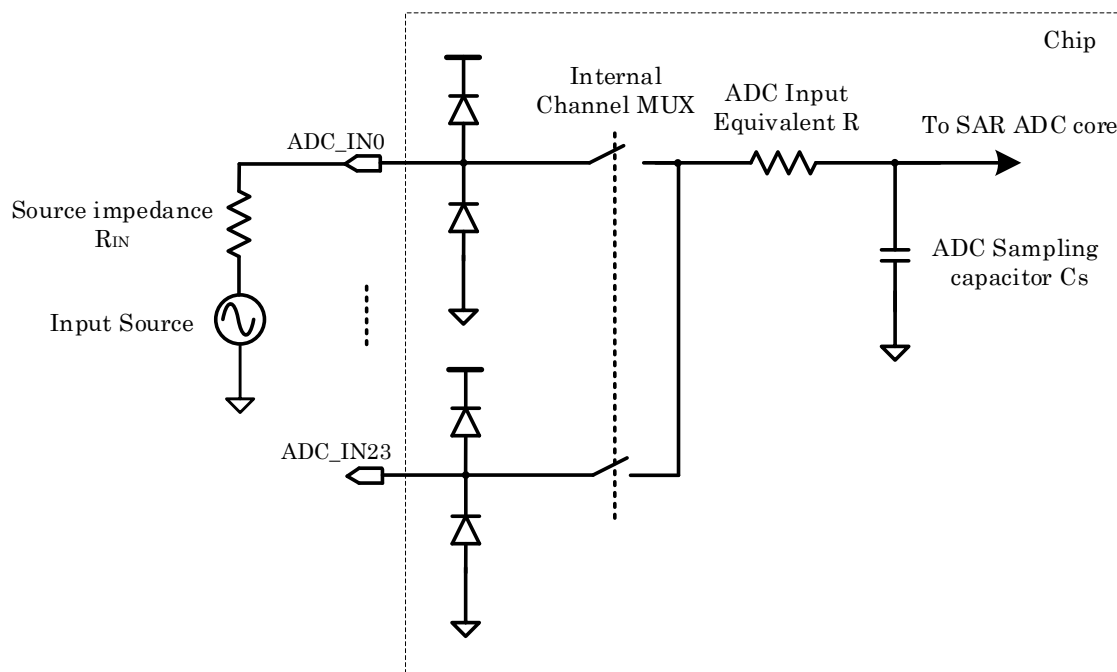 Chip
Internal
Channel MUX
ADC Input
Equivalent R
To SAR ADC core
ADC_IN0
Source impedance
RIN
ADC Sampling
capacitor Cs
Input Source
ADC_IN23